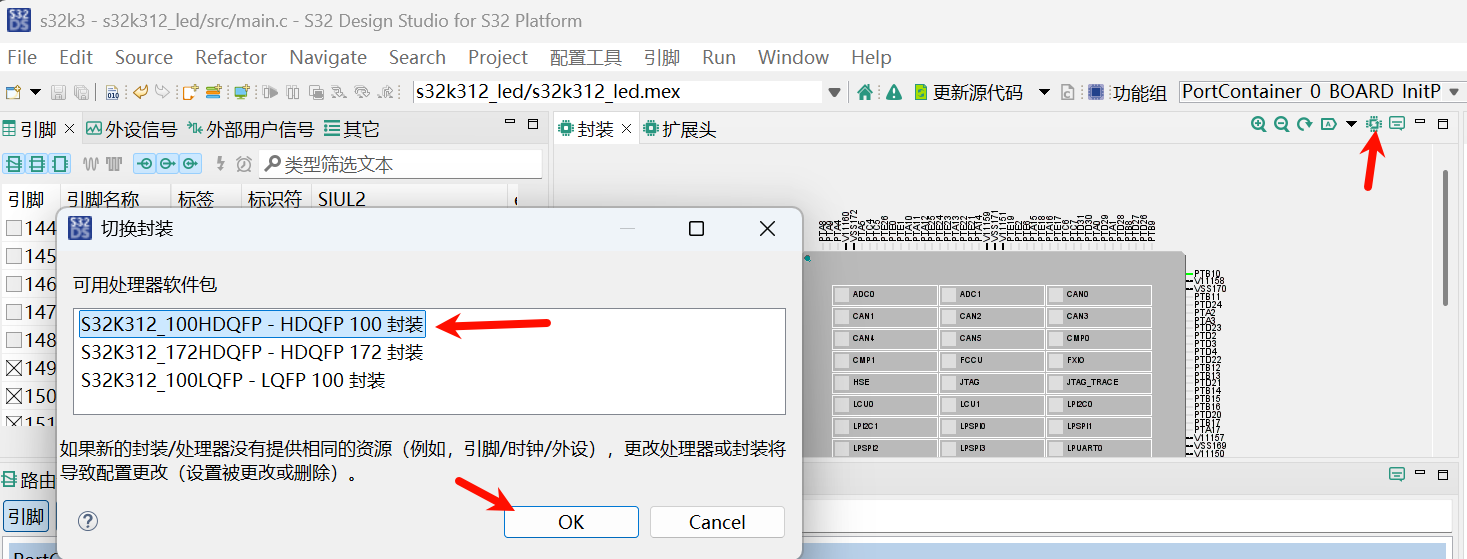 s32k3 - s32k312_led/src/main.c - S32 Design Studio for S32 Platform
File Edit Source Refactor Navigate Search Project 配置工具 引脚 Run Window Help
s32k312_led/s32k312_led.mex 更新源代码 功能组 PortContainer_0_BOARD_InitP
引脚 外设信号 外部用户信号 其它 封装 扩展头
类型筛选文本
引脚 引脚名称 标签 标识符 SIUL2
144
145
146
147
148
149
150
151
切换封装
可用处理器软件包
S32K312_100HDQFP - HDQFP 100 封装
S32K312_172HDQFP - HDQFP 172 封装
S32K312_100LQFP - LQFP 100 封装
如果新的封装/处理器没有提供相同的资源（例如，引脚/时钟/外设），更改处理器或封装将
导致配置更改（设置被更改或删除）。
OK Cancel
ADC0 ADC1 CAN0
CAN1 CAN2 CAN3
CAN4 CAN5 CMP0
CMP1 FCCU FXIO
HSE JTAG JTAG_TRACE
LCU0 LCU1 LPI2C0
LPI2C1 LPSPI0 LPSPI1
LPSPI2 LPSPI3 LPUART0
PTB10
V11158
VSS170
PTB11
PTD24
PTA2
PTA3
PTD23
PTD2
PTD3
PTD4
PTD22
PTB12
PTB13
PTD21
PTB14
PTB15
PTB16
PTD20
PTB17
PTA17
V11157
VSS169
V11150
路由
引脚